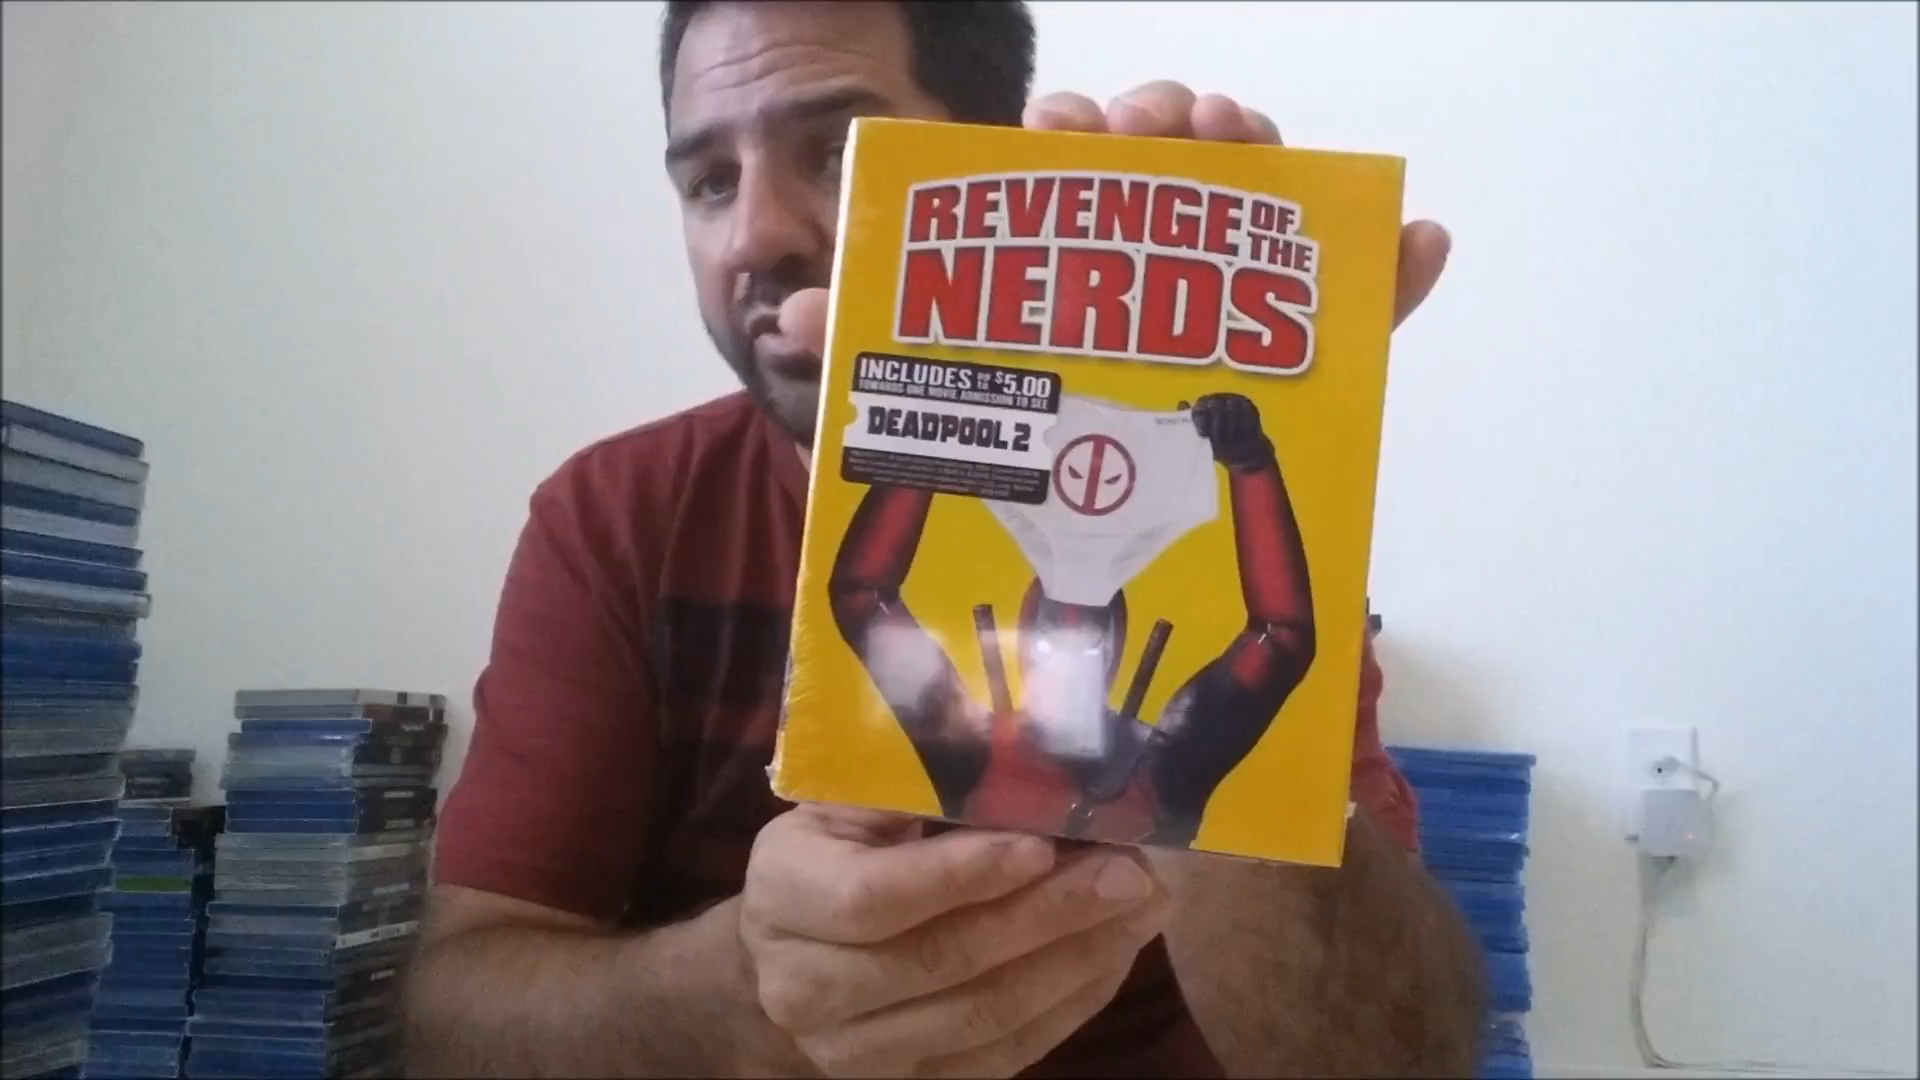 REVENGE OF THE
NERDS
INCLUDES UP TO $5.00
TOWARDS ONE MOVIE ADMISSION TO SEE
DEADPOOL 2